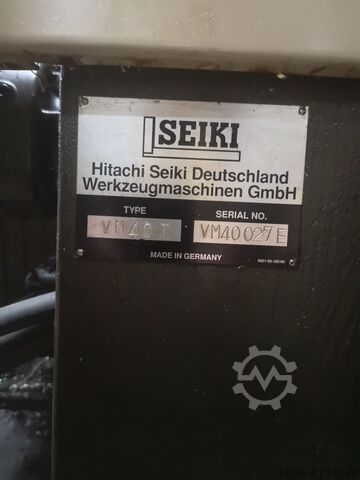 SEIKI
Hitachi Seiki Deutschland
Werkzeugmaschinen GmbH
TYPE SERIAL NO.
VM40 VM40027E
MADE IN GERMANY